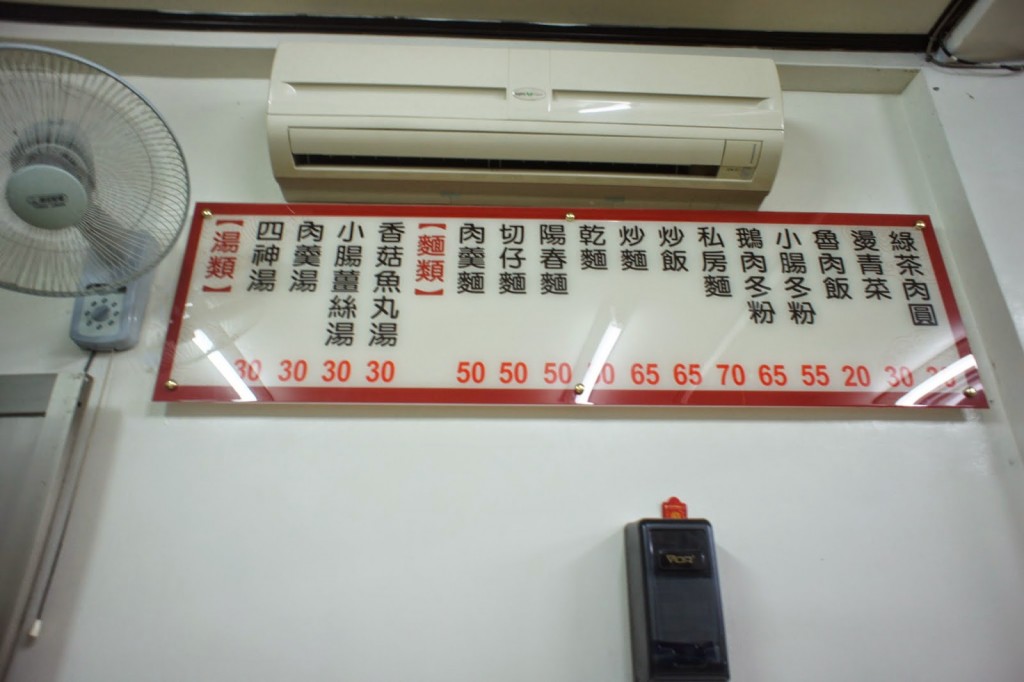 【湯類】
四神湯
30
肉羹湯
30
小腸薑絲湯
30
香菇魚丸湯
30
【麵類】
肉羹麵
50
切仔麵
50
陽春麵
50
乾麵
炒麵
65
炒飯
65
私房麵
70
鵝肉冬粉
65
小腸冬粉
55
魯肉飯
20
燙青菜
30
綠茶肉圓